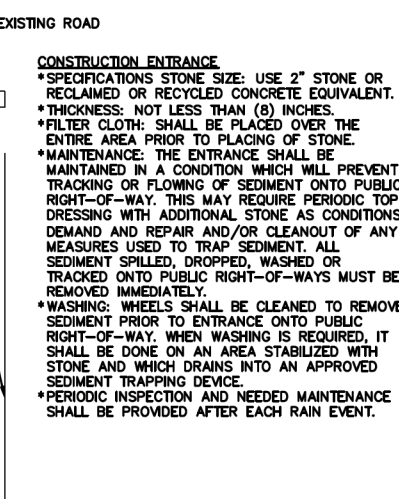 EXISTING ROAD
CONSTRUCTION ENTRANCE
*SPECIFICATIONS STONE SIZE: USE 2" STONE OR
RECLAIMED OR RECYCLED CONCRETE EQUIVALENT.
*THICKNESS: NOT LESS THAN (8) INCHES.
*FILTER CLOTH: SHALL BE PLACED OVER THE
ENTIRE AREA PRIOR TO PLACING OF STONE.
*MAINTENANCE: THE ENTRANCE SHALL BE
MAINTAINED IN A CONDITION WHICH WILL PREVENT
TRACKING OR FLOWING OF SEDIMENT ONTO PUBLIC
RIGHT-OF-WAY. THIS MAY REQUIRE PERIODIC TOP
DRESSING WITH ADDITIONAL STONE AS CONDITIONS
DEMAND AND REPAIR AND/OR CLEANOUT OF ANY
MEASURES USED TO TRAP SEDIMENT. ALL
SEDIMENT SPILLED, DROPPED, WASHED OR
TRACKED ONTO PUBLIC RIGHT-OF-WAYS MUST BE
REMOVED IMMEDIATELY.
*WASHING: WHEELS SHALL BE CLEANED TO REMOVE
SEDIMENT PRIOR TO ENTRANCE ONTO PUBLIC
RIGHT-OF-WAY. WHEN WASHING IS REQUIRED, IT
SHALL BE DONE ON AN AREA STABILIZED WITH
STONE AND WHICH DRAINS INTO AN APPROVED
SEDIMENT TRAPPING DEVICE.
*PERIODIC INSPECTION AND NEEDED MAINTENANCE
SHALL BE PROVIDED AFTER EACH RAIN EVENT.